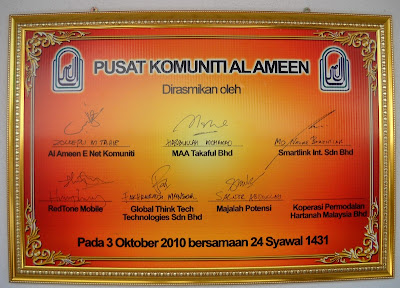 PUSAT KOMUNITI AL AMEEN
Dirasmikan oleh
Al Ameen E Net Komuniti
MAA Takaful Bhd
Smartlink Int. Sdn Bhd
RedTone Mobile
Global Think Tech
Technologies Sdn Bhd
Majalah Potensi
Koperasi Permodalan
Hartanah Malaysia Bhd
Pada 3 Oktober 2010 bersamaan 24 Syawal 1431